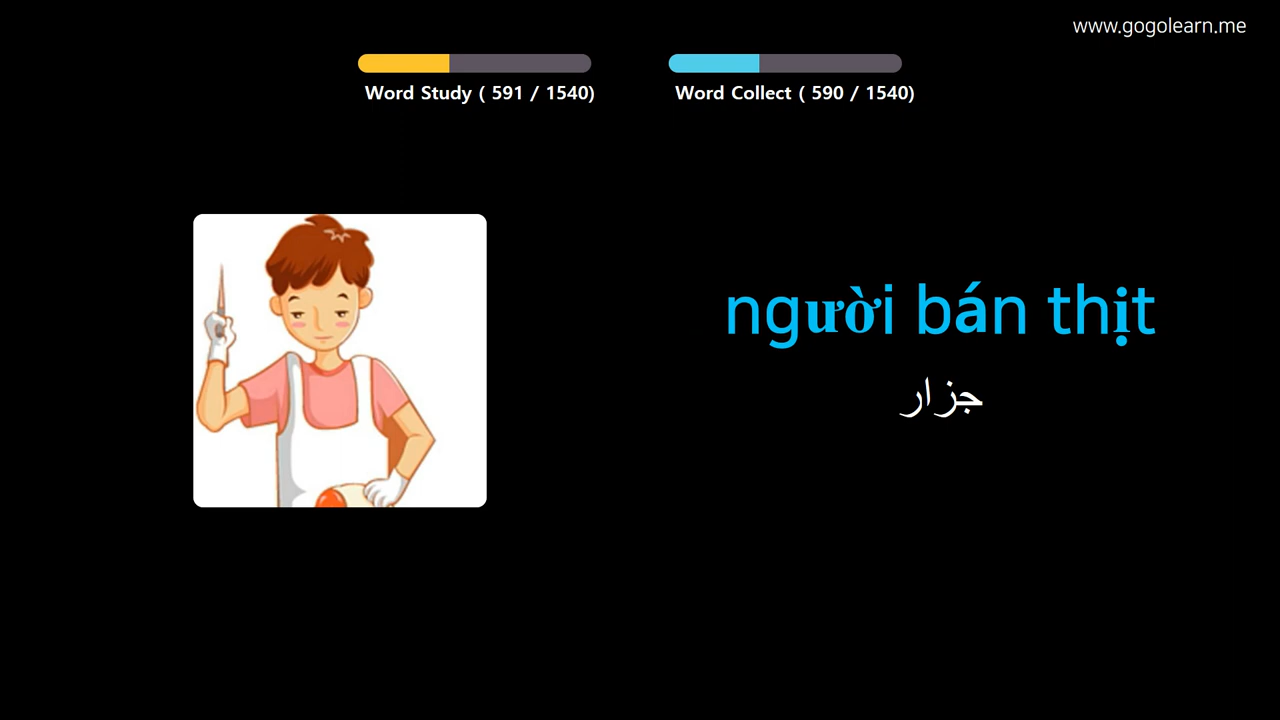 www.gogolearn.me
Word Study ( 591 / 1540)
Word Collect ( 590 / 1540)
người bán thịt
جزار